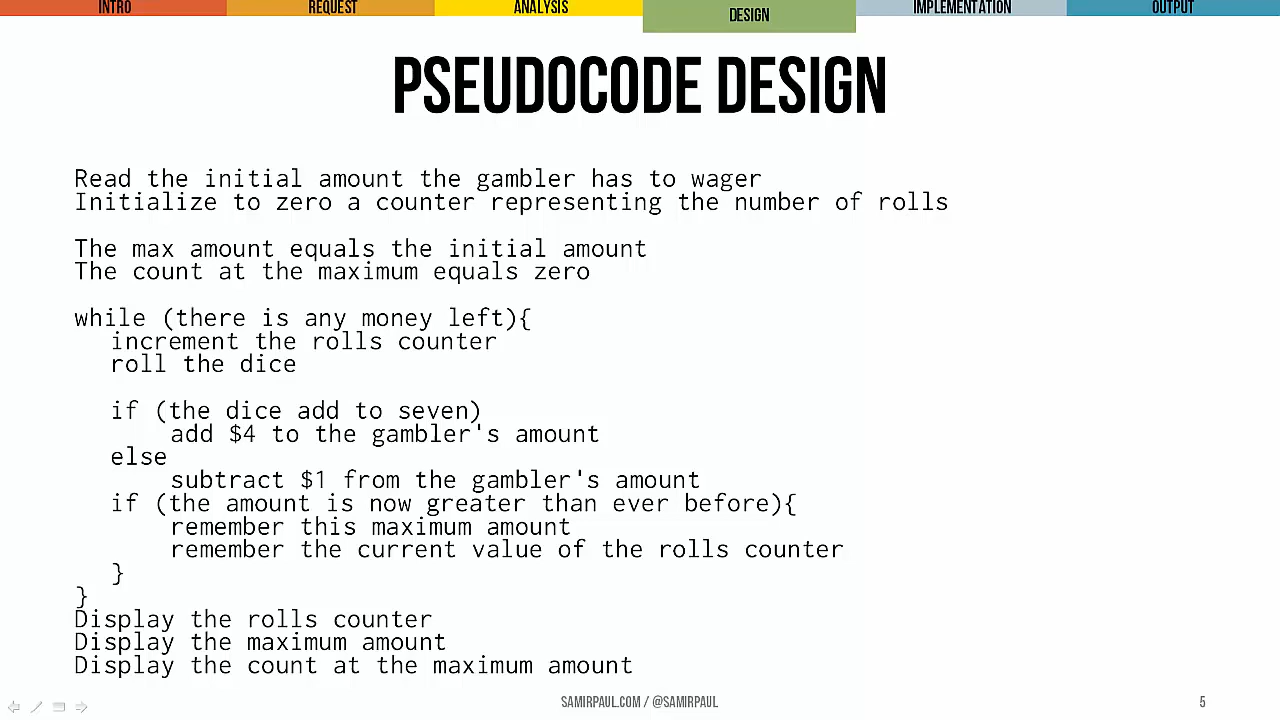 INTRO
REQUEST
ANALYSIS
DESIGN
IMPLEMENTATION
OUTPUT
PSEUDOCODE DESIGN
Read the initial amount the gambler has to wager
Initialize to zero a counter representing the number of rolls
The max amount equals the initial amount
The count at the maximum equals zero
while (there is any money left){
increment the rolls counter
roll the dice
if (the dice add to seven)
add $4 to the gambler's amount
else
subtract $1 from the gambler's amount
if (the amount is now greater than ever before){
remember this maximum amount
remember the current value of the rolls counter
}
}
Display the rolls counter
Display the maximum amount
Display the count at the maximum amount
SAMIRPAUL.COM / @SAMIRPAUL
5